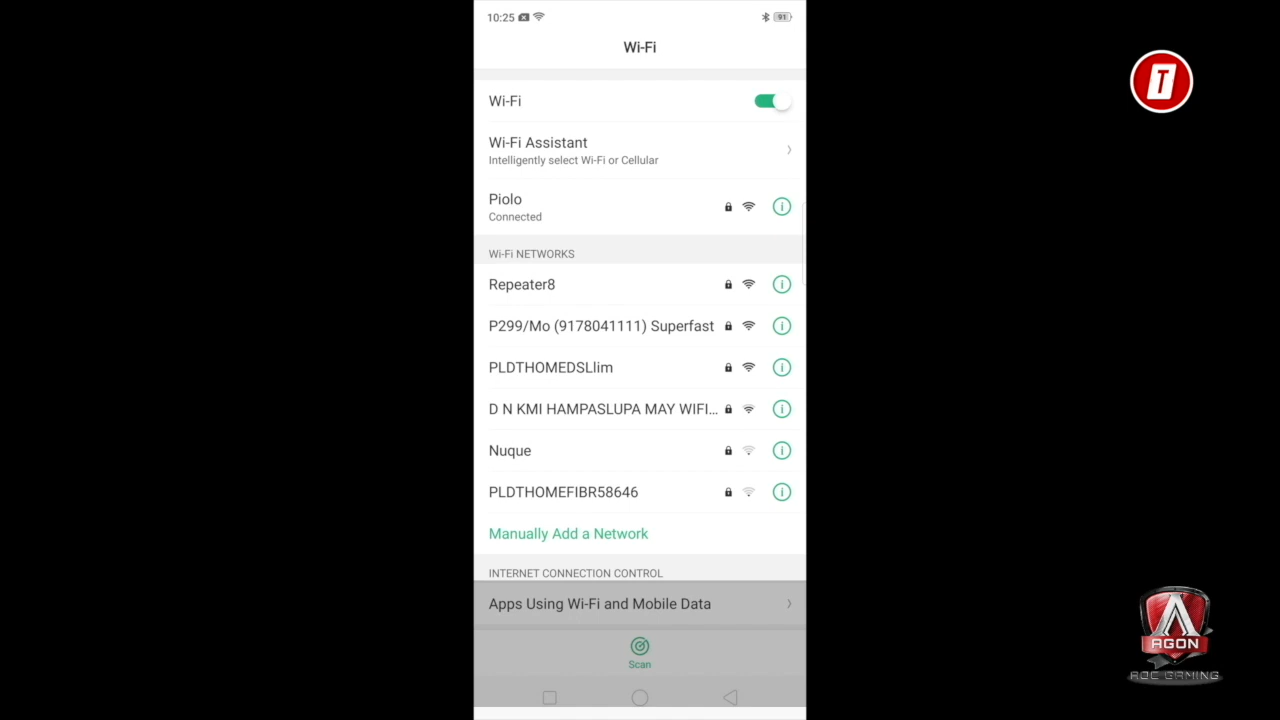 10:25
91
Wi-Fi
Wi-Fi
Wi-Fi Assistant
Intelligently select Wi-Fi or Cellular
Piolo
Connected
Wi-Fi NETWORKS
Repeater8
P299/Mo (9178041111) Superfast
PLDTHOMEDSLlim
D N KMI HAMPASLUPA MAY WIFI...
Nuque
PLDTHOMEFIBR58646
Manually Add a Network
INTERNET CONNECTION CONTROL
Apps Using Wi-Fi and Mobile Data
Scan
T
AGON
AOC GAMING